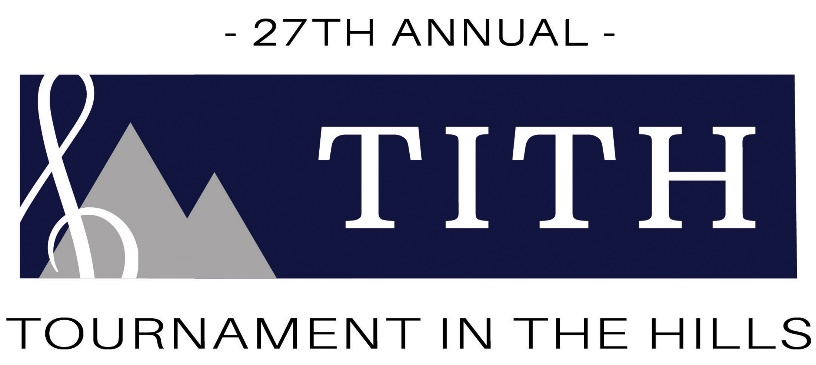 - 27TH ANNUAL -
TITH
TOURNAMENT IN THE HILLS